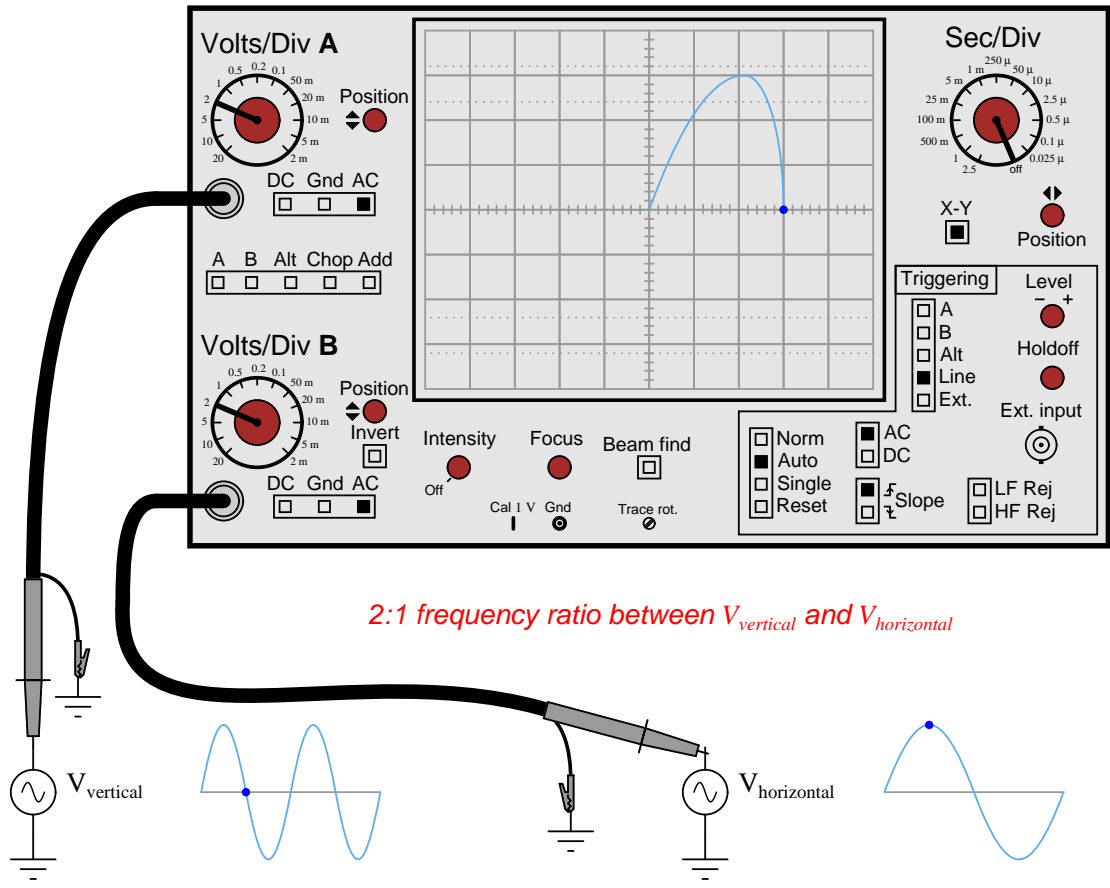 Volts/Div A
0.5 0.2 0.1
1 50 m
2 20 m
5 10 m
10 5 m
20 2 m
Position
DC Gnd AC
A B Alt Chop Add
Volts/Div B
0.5 0.2 0.1
1 50 m
2 20 m
5 10 m
10 5 m
20 2 m
Position
Invert
DC Gnd AC
Intensity
Off
Focus
Beam find
Cal 1 V Gnd
Trace rot.
Sec/Div
250 µ
1 m 50 µ
5 m 10 µ
25 m 2.5 µ
100 m 0.5 µ
500 m 0.1 µ
1 0.025 µ
2.5 off
X-Y
Position
Triggering
A
B
Alt
Line
Ext.
Level
− +
Holdoff
Ext. input
Norm
Auto
Single
Reset
AC
DC
Slope
LF Rej
HF Rej
2:1 frequency ratio between Vvertical and Vhorizontal
Vvertical
Vhorizontal